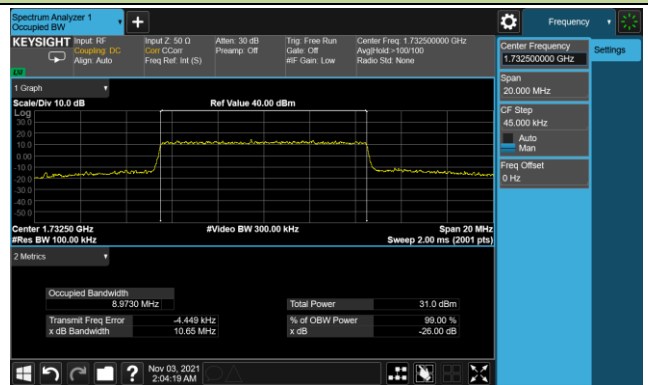 Spectrum Analyzer 1
Occupied BW
+
Frequency
KEYSIGHT
Input: RF
Coupling: DC
Align: Auto
Input Z: 50 Ω
Corr CCorr
Freq Ref: Int (S)
Atten: 30 dB
Preamp: Off
Trig: Free Run
Gate: Off
#IF Gain: Low
Center Freq: 1.732500000 GHz
Avg|Hold:>100/100
Radio Std: None
LXI
Center Frequency
1.732500000 GHz
Settings
Span
20.000 MHz
CF Step
45.000 kHz
Auto
Man
Freq Offset
0 Hz
1 Graph
Scale/Div 10.0 dB
Ref Value 40.00 dBm
Log
30.0
20.0
10.0
0.00
-10.0
-20.0
-30.0
-40.0
-50.0
Center 1.73250 GHz
#Video BW 300.00 kHz
Span 20 MHz
#Res BW 100.00 kHz
Sweep 2.00 ms (2001 pts)
2 Metrics
Occupied Bandwidth
8.9730 MHz
Total Power
31.0 dBm
Transmit Freq Error
-4.449 kHz
% of OBW Power
99.00 %
x dB Bandwidth
10.65 MHz
x dB
-26.00 dB
?
Nov 03, 2021
2:04:19 AM